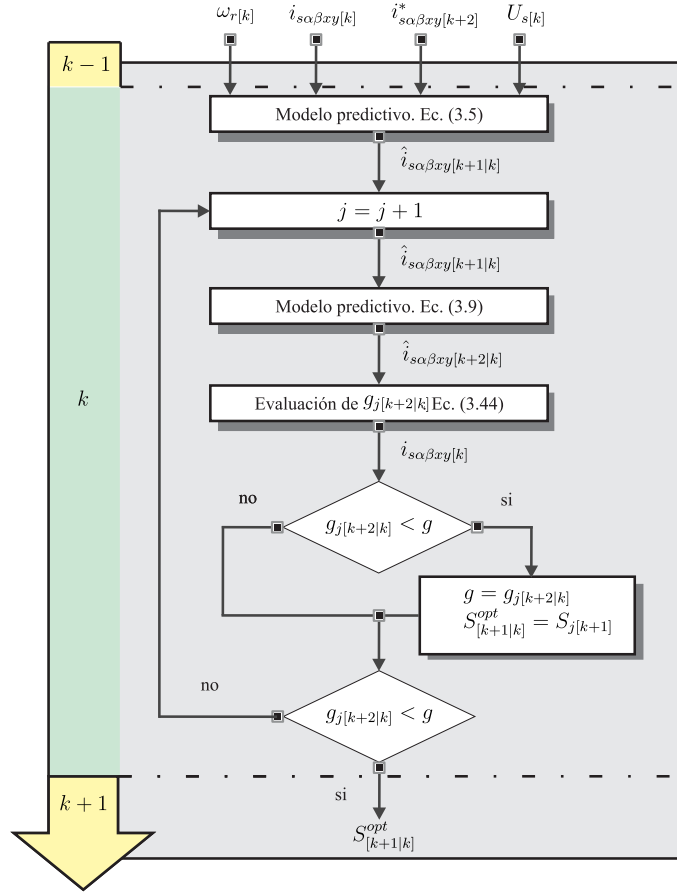 ω_{r[k]} i_{sαβxy[k]} i^{*}_{sαβxy[k+2]} U_{s[k]}
k − 1
Modelo predictivo. Ec. (3.5)
î_{sαβxy[k+1|k]}
j = j + 1
î_{sαβxy[k+1|k]}
Modelo predictivo. Ec. (3.9)
î_{sαβxy[k+2|k]}
k
Evaluación de g_{j[k+2|k]} Ec. (3.44)
i_{sαβxy[k]}
no
si
g_{j[k+2|k]} < g
g = g_{j[k+2|k]}
S^{opt}_{[k+1|k]} = S_{j[k+1]}
no
g_{j[k+2|k]} < g
k + 1
si
S^{opt}_{[k+1|k]}